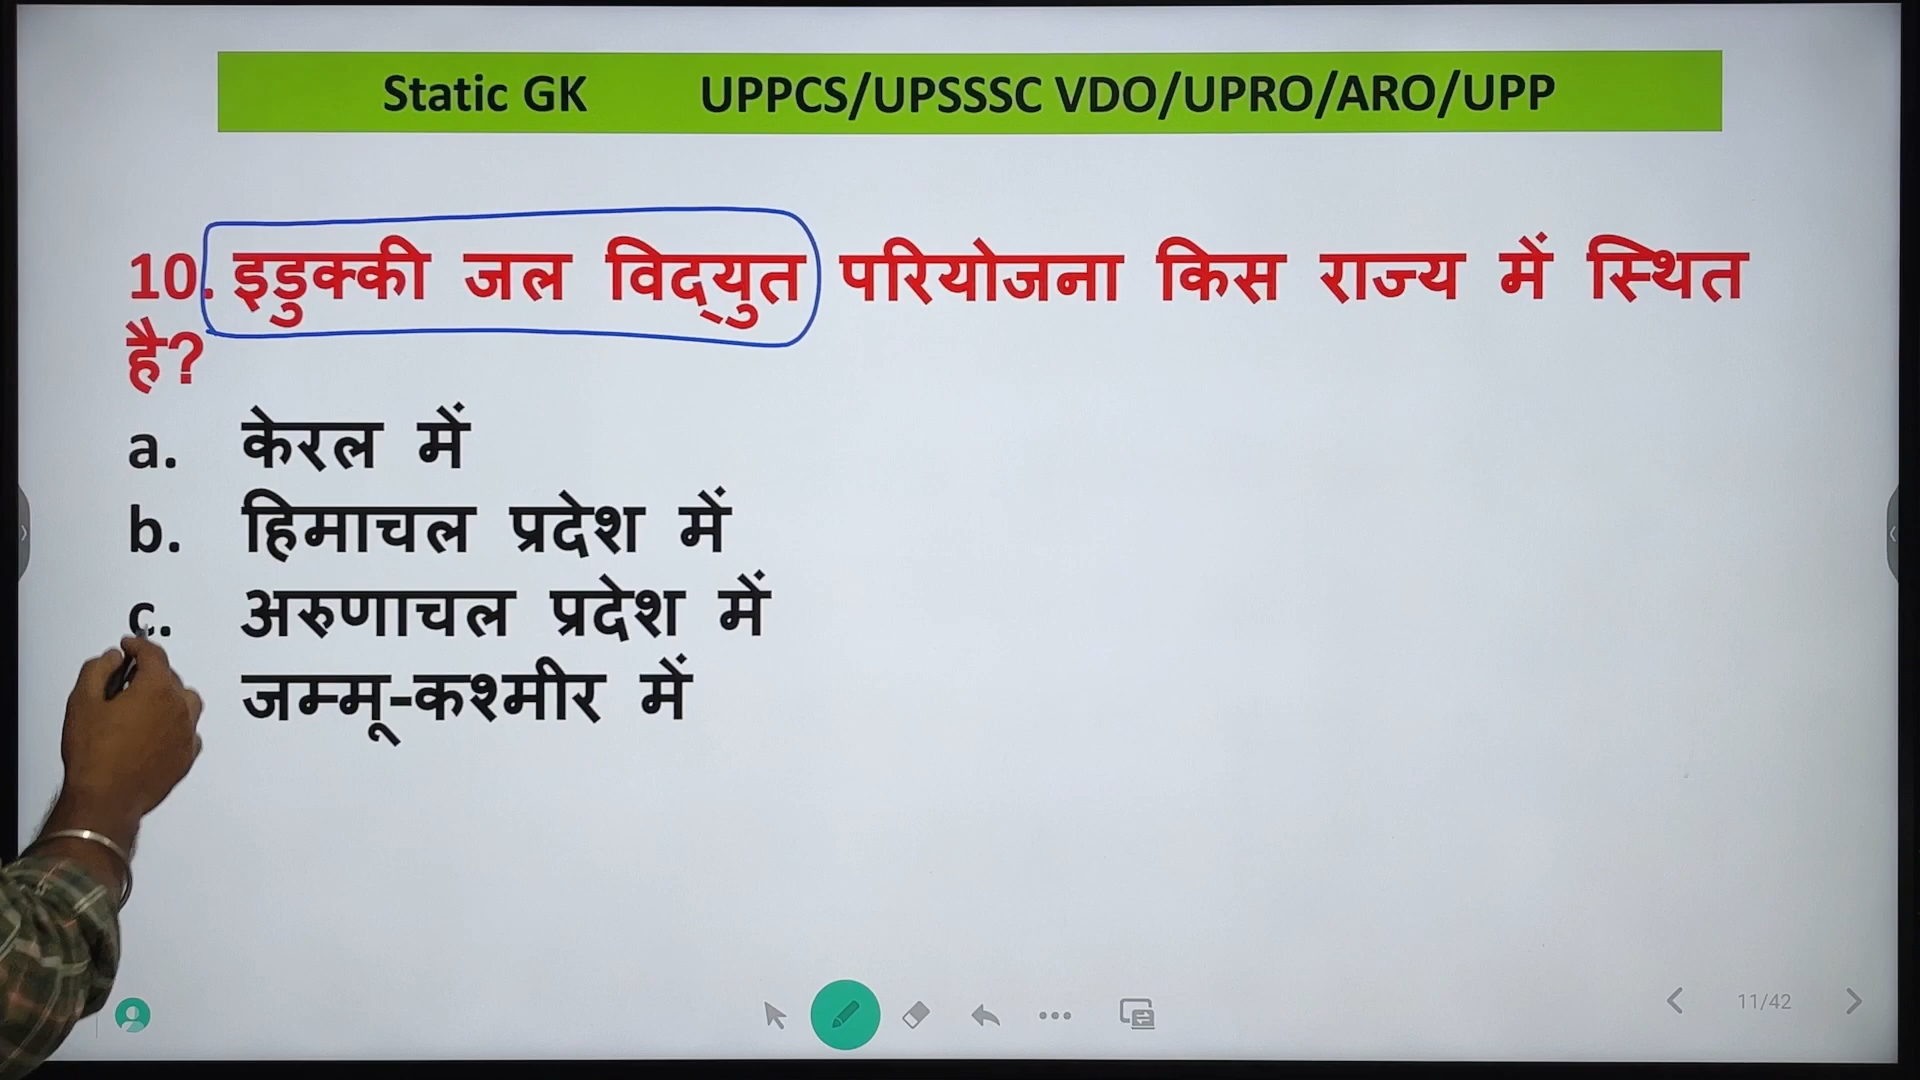 Static GK UPPCS/UPSSSC VDO/UPRO/ARO/UPP
10. इडुक्की जल विद्युत परियोजना किस राज्य में स्थित
है?
a. केरल में
b. हिमाचल प्रदेश में
c. अरुणाचल प्रदेश में
जम्मू-कश्मीर में
11/42